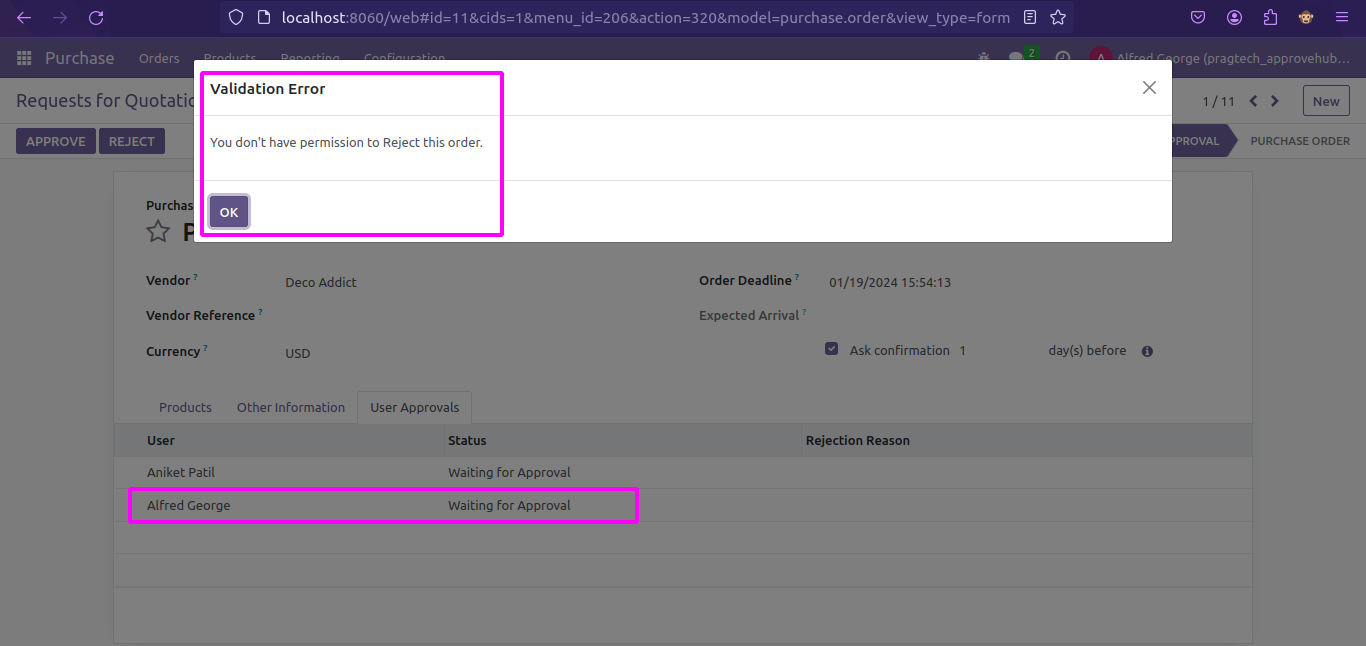 localhost:8060/web#id=11&cids=1&menu_id=206&action=320&model=purchase.order&view_type=form
Purchase Orders Products Reporting Configuration 2 A Alfred George (pragtech_approvehub...
Validation Error
Requests for Quotatio 1 / 11 New
You don't have permission to Reject this order.
APPROVE REJECT PROVAL PURCHASE ORDER
Purchas
OK
P
Vendor ? Deco Addict Order Deadline ? 01/19/2024 15:54:13
Vendor Reference ? Expected Arrival ?
Currency ? USD Ask confirmation 1 day(s) before
Products Other Information User Approvals
User Status Rejection Reason
Aniket Patil Waiting for Approval
Alfred George Waiting for Approval